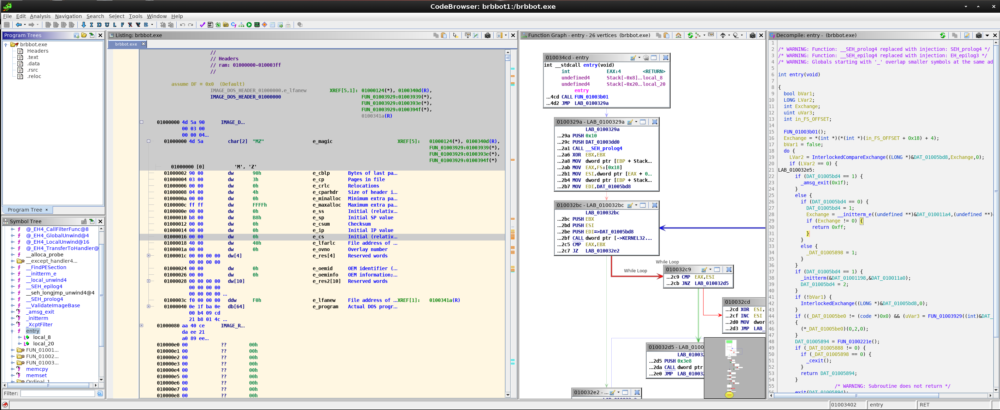 CodeBrowser: brbbot1:/brbbot.exe
File Edit Analysis Navigation Search Select Tools Window Help
I D U L F B
Program Trees
brbbot.exe
Headers
.text
.data
.rsrc
.reloc
Program Tree ×
Symbol Tree
@_EH4_CallFilterFunc@8
@_EH4_GlobalUnwind@4
@_EH4_LocalUnwind@16
@_EH4_TransferToHandler@
__alloca_probe
__except_handler4...
__FindPESection
__initterm_e
__local_unwind4
__SEH_epilog4
__seh_longjmp_unwind4@4
__SEH_prolog4
__ValidateImageBase
_amsg_exit
_initterm
_XcptFilter
entry
local_8
local_20
FUN_01001...
FUN_01002...
FUN_01003...
memcpy
memset
Ordinal_1
Filter:
Listing: brbbot.exe
brbbot.exe
//
// Headers
// ram: 01000000-010003ff
//
assume DF = 0x0 (Default)
IMAGE_DOS_HEADER_01000000.e_lfanew XREF[5,1]: 01000124(*), 0100340d(R),
IMAGE_DOS_HEADER_01000000 FUN_01003929:01003939(*),
FUN_01003929:0100393e(*),
FUN_01003929:0100394f(*),
0100341a(R)
01000000 4d 5a 90 IMAGE_D...
00 03 00
00 00 04...
01000000 4d 5a char[2] "MZ" e_magic XREF[5]: 01000124(*), 0100340d(R),
FUN_01003929:01003939(*),
FUN_01003929:0100393e(*),
FUN_01003929:0100394f(*)
01000000 [0] 'M', 'Z'
01000002 90 00 dw 90h e_cblp Bytes of last pa...
01000004 03 00 dw 3h e_cp Pages in file
01000006 00 00 dw 0h e_crlc Relocations
01000008 04 00 dw 4h e_cparhdr Size of header i...
0100000a 00 00 dw 0h e_minalloc Minimum extra pa...
0100000c ff ff dw FFFFh e_maxalloc Maximum extra pa...
0100000e 00 00 dw 0h e_ss Initial (relativ...
01000010 b8 00 dw B8h e_sp Initial SP value
01000012 00 00 dw 0h e_csum Checksum
01000014 00 00 dw 0h e_ip Initial IP value
01000016 00 00 dw 0h e_cs Initial (relativ...
01000018 40 00 dw 40h e_lfarlc File address of ...
0100001a 00 00 dw 0h e_ovno Overlay number
0100001c 00 00 00 00 dw[4] e_res[4] Reserved words
00 00 00 00
01000024 00 00 dw 0h e_oemid OEM identifier (...
01000026 00 00 dw 0h e_oeminfo OEM information;...
01000028 00 00 00 00 dw[10] e_res2[10] Reserved words
00 00 00 00
00 00 00 00 ...
0100003c f0 00 00 00 ddw F0h e_lfanew File address of ...XREF[1]: 0100341a(R)
01000040 0e 1f ba 0e db[64] e_program Actual DOS progr...
00 b4 09 cd
21 b8 01 4c ...
01000080 aa 40 ce IMAGE_R...
da ee 21
a0 89 ee...
010000e0 00 ?? 00h
010000e1 00 ?? 00h
010000e2 00 ?? 00h
010000e3 00 ?? 00h
010000e4 00 ?? 00h
010000e5 00 ?? 00h
010000e6 00 ?? 00h
010000e7 00 ?? 00h
010000e8 00 ?? 00h
Function Graph - entry - 26 vertices (brbbot.exe)
010034cd - entry
int __stdcall entry(void)
int EAX:4 <RETURN>
undefined4 Stack[-0x8]...local_8
undefined4 Stack[-0x20...local_20
entry
...4cd CALL FUN_01003b01
...4d2 JMP LAB_0100329a
0100329a - LAB_0100329a
LAB_0100329a
...29a PUSH 0x10
...29c PUSH DAT_01003dd0
...2a1 CALL __SEH_prolog4
...2a6 XOR EBX,EBX
...2a8 MOV dword ptr [EBP + Stack...
...2ab MOV EAX,FS:[0x18]
...2b1 MOV ESI,dword ptr [EAX + 0...
...2b4 MOV dword ptr [EBP + Stack...
...2b7 MOV EDI,DAT_01005bd8
010032bc - LAB_010032bc
LAB_010032bc
...2bc PUSH EBX
...2bd PUSH ESI
...2be PUSH EDI=>DAT_01005bd8
...2bf CALL dword ptr [->KERNEL32....
...2c5 CMP EAX,EBX
...2c7 JZ LAB_010032e2
While Loop
While Loop
010032c9
...2c9 CMP EAX,ESI
...2cb JNZ LAB_010032d5
010032cd
...2cd XOR ESI,
...2cf INC ESI
...2d0 MOV dwor
...2d3 JMP LAB_
010032d5 - LAB_0100
LAB_01003
...2d5 PUSH 0x3e8
...2da CALL dword ptr
...2e0 JMP LAB_01003
010032e2 - ...
Decompile: entry - (brbbot.exe)
1
2 /* WARNING: Function: __SEH_prolog4 replaced with injection: SEH_prolog4 */
3 /* WARNING: Function: __SEH_epilog4 replaced with injection: EH_epilog3 */
4 /* WARNING: Globals starting with '_' overlap smaller symbols at the same ad
5
6 int entry(void)
7
8 {
9 bool bVar1;
10 LONG LVar2;
11 int Exchange;
12 uint uVar3;
13 int in_FS_OFFSET;
14
15 FUN_01003b01();
16 Exchange = *(int *)(*(int *)(in_FS_OFFSET + 0x18) + 4);
17 bVar1 = false;
18 do {
19 LVar2 = InterlockedCompareExchange((LONG *)&DAT_01005bd8,Exchange,0);
20 if (LVar2 == 0) {
21 LAB_010032e5:
22 if (DAT_01005bd4 == 1) {
23 _amsg_exit(0x1f);
24 }
25 else {
26 if (DAT_01005bd4 == 0) {
27 DAT_01005bd4 = 1;
28 Exchange = __initterm_e((undefined **)&DAT_010011a4,(undefined **)
29 if (Exchange != 0) {
30 return 0xff;
31 }
32 }
33 else {
34 _DAT_01005898 = 1;
35 }
36 }
37 if (DAT_01005bd4 == 1) {
38 _initterm(&DAT_01001198,&DAT_010011a0);
39 DAT_01005bd4 = 2;
40 }
41 if (!bVar1) {
42 InterlockedExchange((LONG *)&DAT_01005bd8,0);
43 }
44 if ((_DAT_01005be0 != (code *)0x0) && (uVar3 = FUN_01003929((int)&DAT_
45 {
46 (*_DAT_01005be0)(0,2,0);
47 }
48 DAT_01005894 = FUN_0100221e();
49 if (_DAT_01005888 != 0) {
50 if (_DAT_01005898 == 0) {
51 _cexit();
52 }
53 return DAT_01005894;
54 }
55 /* WARNING: Subroutine does not return */
56 exit(DAT_01005894);
01003402 entry RET